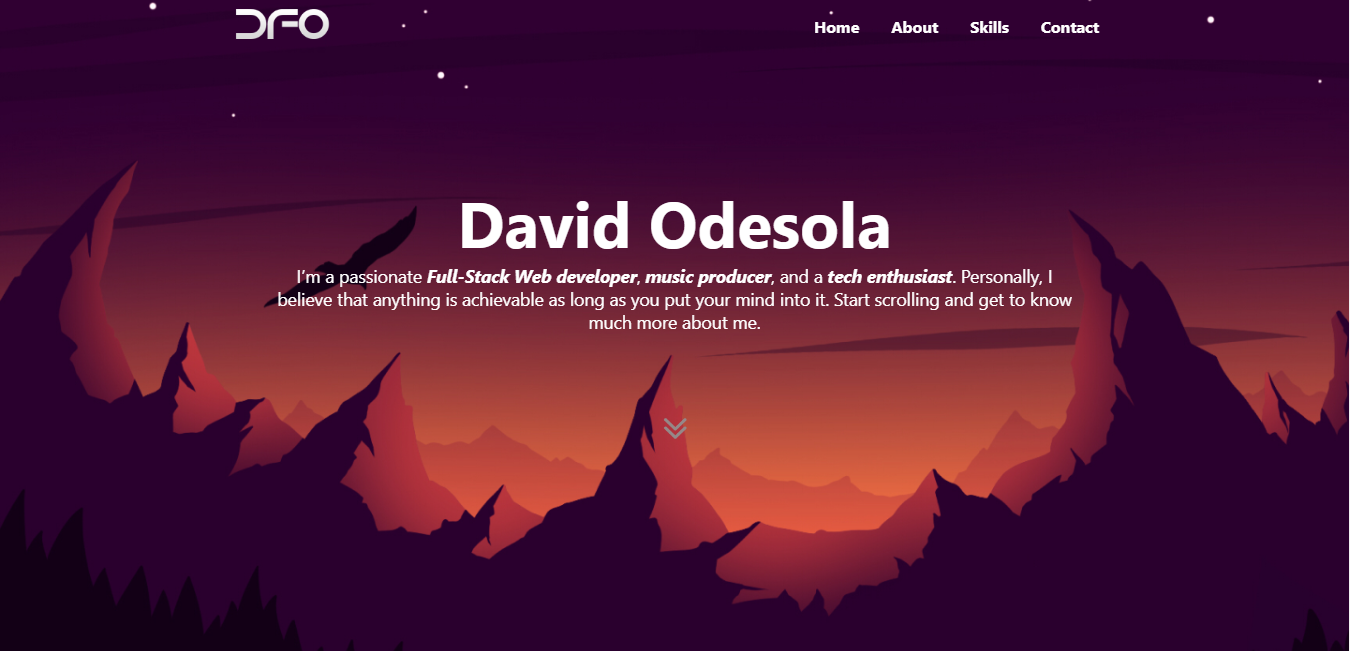 DFO
Home About Skills Contact
David Odesola
I’m a passionate Full-Stack Web developer, music producer, and a tech enthusiast. Personally, I
believe that anything is achievable as long as you put your mind into it. Start scrolling and get to know
much more about me.